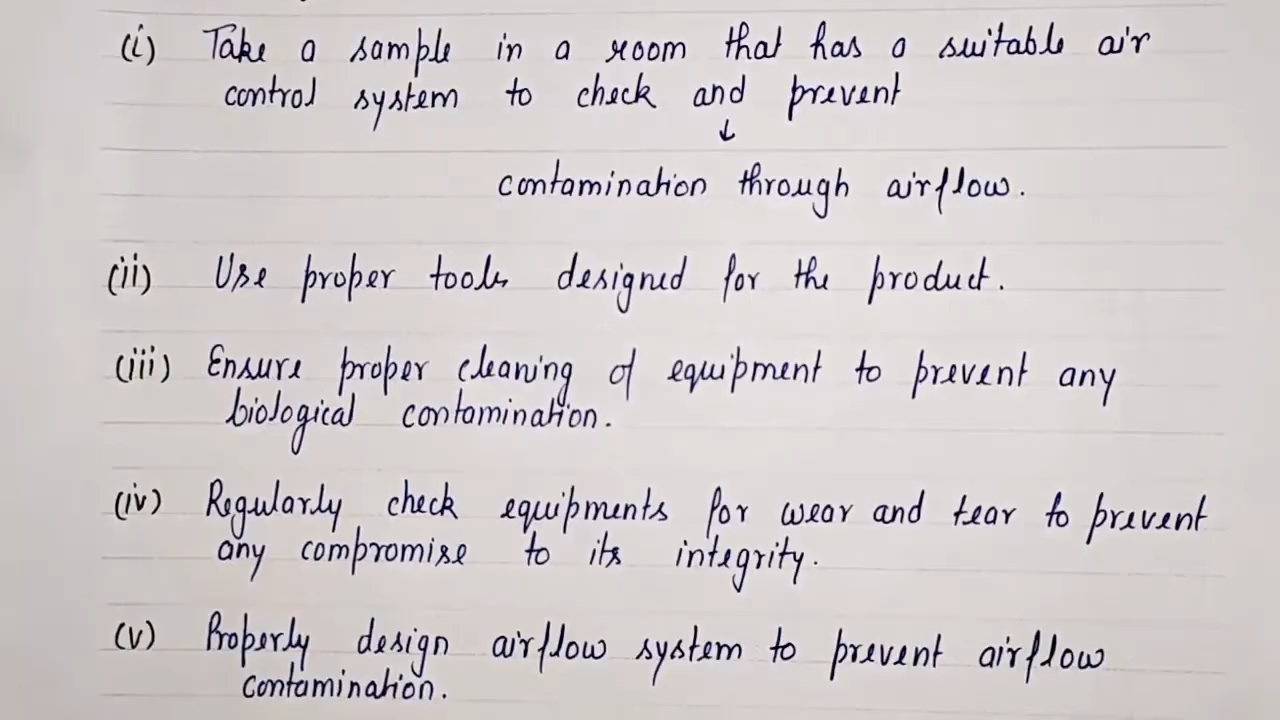 (i) Take a sample in a room that has a suitable air
control system to check and prevent
↓
contamination through airflow.
(ii) Use proper tools designed for the product.
(iii) Ensure proper cleaning of equipment to prevent any
biological contamination.
(iv) Regularly check equipments for wear and tear to prevent
any compromise to its integrity.
(v) Properly design airflow system to prevent airflow
contamination.